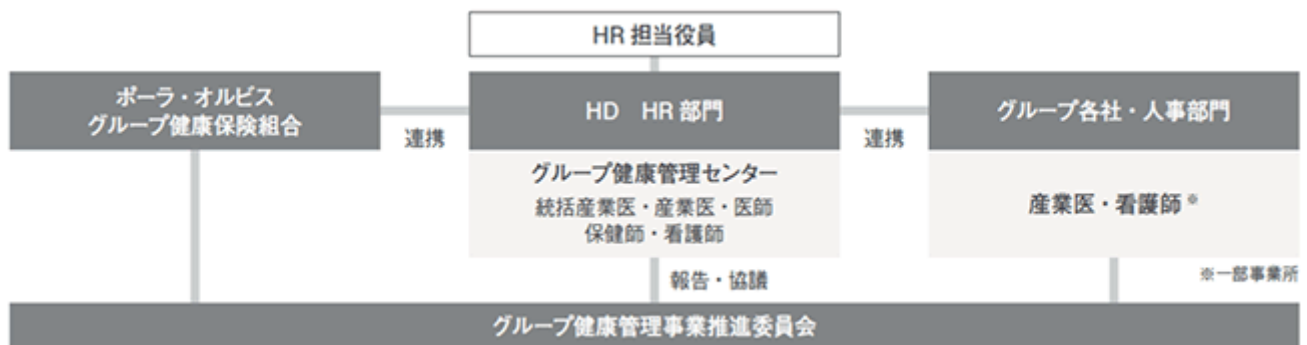 HR 担当役員
ポーラ・オルビス
グループ健康保険組合
連携
HD HR 部門
連携
グループ各社・人事部門
グループ健康管理センター
統括産業医・産業医・医師
保健師・看護師
産業医・看護師※
報告・協議
※一部事業所
グループ健康管理事業推進委員会